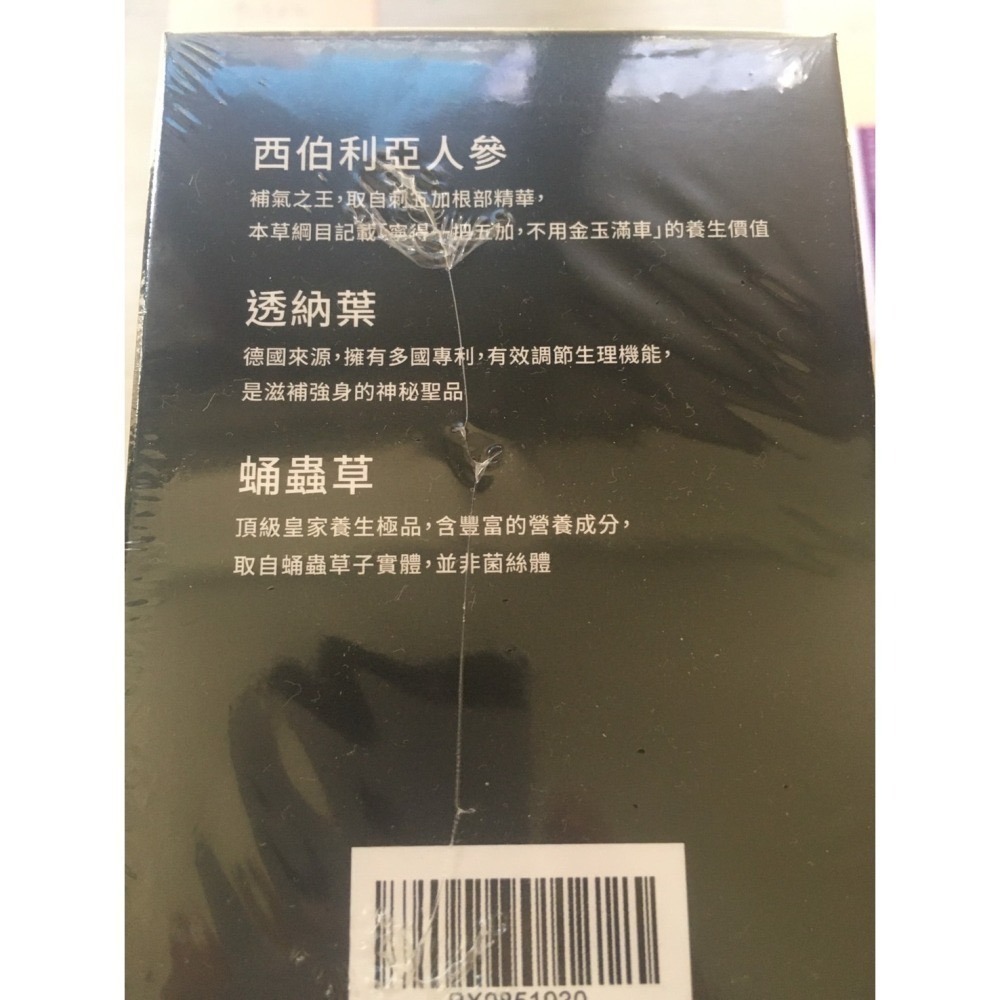 西伯利亞人參
補氣之王，取自刺五加根部精華，
本草綱目記載「寧得一把五加，不用金玉滿車」的養生價值
透納葉
德國來源，擁有多國專利，有效調節生理機能，
是滋補強身的神秘聖品
蛹蟲草
頂級皇家養生極品，含豐富的營養成分，
取自蛹蟲草子實體，並非菌絲體